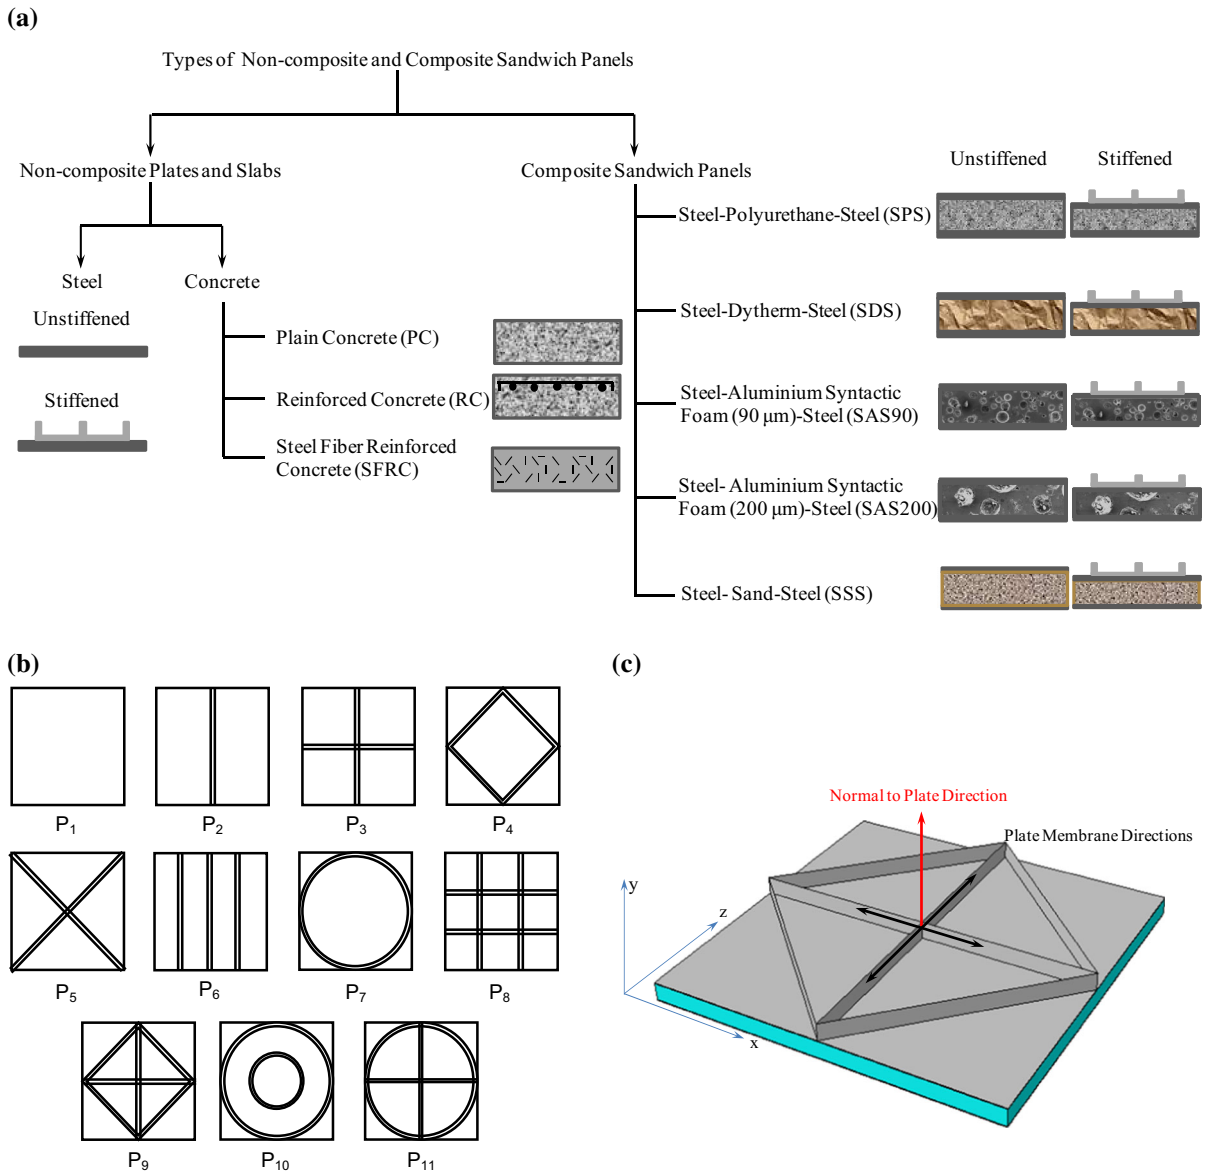 (a)
Types of Non-composite and Composite Sandwich Panels
Non-composite Plates and Slabs
Composite Sandwich Panels
Unstiffened
Stiffened
Steel
Concrete
Unstiffened
Stiffened
Plain Concrete (PC)
Reinforced Concrete (RC)
Steel Fiber Reinforced
Concrete (SFRC)
Steel-Polyurethane-Steel (SPS)
Steel-Dytherm-Steel (SDS)
Steel-Aluminium Syntactic
Foam (90 μm)-Steel (SAS90)
Steel- Aluminium Syntactic
Foam (200 μm)-Steel (SAS200)
Steel- Sand-Steel (SSS)
(b)
P1
P2
P3
P4
P5
P6
P7
P8
P9
P10
P11
(c)
Normal to Plate Direction
Plate Membrane Directions
y
z
x